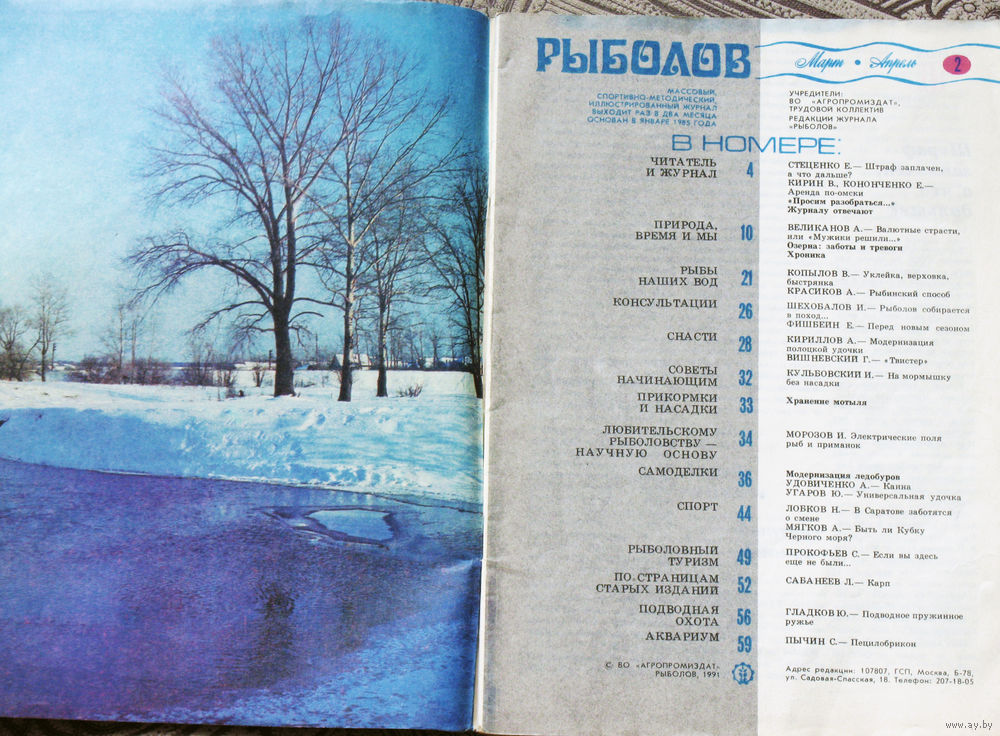 РЫБОЛОВ
Март • Апрель
2
МАССОВЫЙ,
СПОРТИВНО-МЕТОДИЧЕСКИЙ,
ИЛЛЮСТРИРОВАННЫЙ ЖУРНАЛ
ВЫХОДИТ РАЗ В ДВА МЕСЯЦА
ОСНОВАН В ЯНВАРЕ 1985 ГОДА
УЧРЕДИТЕЛИ:
ВО «АГРОПРОМИЗДАТ»,
ТРУДОВОЙ КОЛЛЕКТИВ
РЕДАКЦИИ ЖУРНАЛА
«РЫБОЛОВ»
В НОМЕРЕ:
ЧИТАТЕЛЬ
И ЖУРНАЛ
4
СТЕЦЕНКО Е.— Штраф заплачен,
а что дальше?
КИРИН В., КОНОНЧЕНКО Е.—
Аренда по-омски
«Просим разобраться...»
Журналу отвечают
ПРИРОДА,
ВРЕМЯ И МЫ
10
ВЕЛИКАНОВ А.— Валютные страсти,
или «Мужики решили...»
Озерна: заботы и тревоги
Хроника
РЫБЫ
НАШИХ ВОД
21
КОПЫЛОВ В.— Уклейка, верховка,
быстрянка
КРАСИКОВ А.— Рыбинский способ
КОНСУЛЬТАЦИИ
26
ШЕХОБАЛОВ И.— Рыболов собирается
в поход...
ФИШБЕЙН Е.— Перед новым сезоном
СНАСТИ
28
КИРИЛЛОВ А.— Модернизация
полоцкой удочки
ВИШНЕВСКИЙ Г.— «Твистер»
СОВЕТЫ
НАЧИНАЮЩИМ
32
КУЛЬБОВСКИЙ И.— На мормышку
без насадки
ПРИКОРМКИ
И НАСАДКИ
33
Хранение мотыля
ЛЮБИТЕЛЬСКОМУ
РЫБОЛОВСТВУ —
НАУЧНУЮ ОСНОВУ
34
МОРОЗОВ И. Электрические поля
рыб и приманок
САМОДЕЛКИ
36
Модернизация ледобуров
УДОВИЧЕНКО А.— Канна
УГАРОВ Ю.— Универсальная удочка
СПОРТ
44
ЛОБКОВ Н.— В Саратове заботятся
о смене
МЯГКОВ А.— Быть ли Кубку
Черного моря?
РЫБОЛОВНЫЙ
ТУРИЗМ
49
ПРОКОФЬЕВ С.— Если вы здесь
еще не были...
ПО СТРАНИЦАМ
СТАРЫХ ИЗДАНИЙ
52
САБАНЕЕВ Л.— Карп
ПОДВОДНАЯ
ОХОТА
56
ГЛАДКОВ Ю.— Подводное пружинное
ружье
АКВАРИУМ
59
ПЫЧИН С.— Пецилобрикон
© ВО «АГРОПРОМИЗДАТ»
РЫБОЛОВ, 1991
Адрес редакции: 107807, ГСП, Москва, Б-78,
ул. Садовая-Спасская, 18. Телефон: 207-18-05
www.ay.by